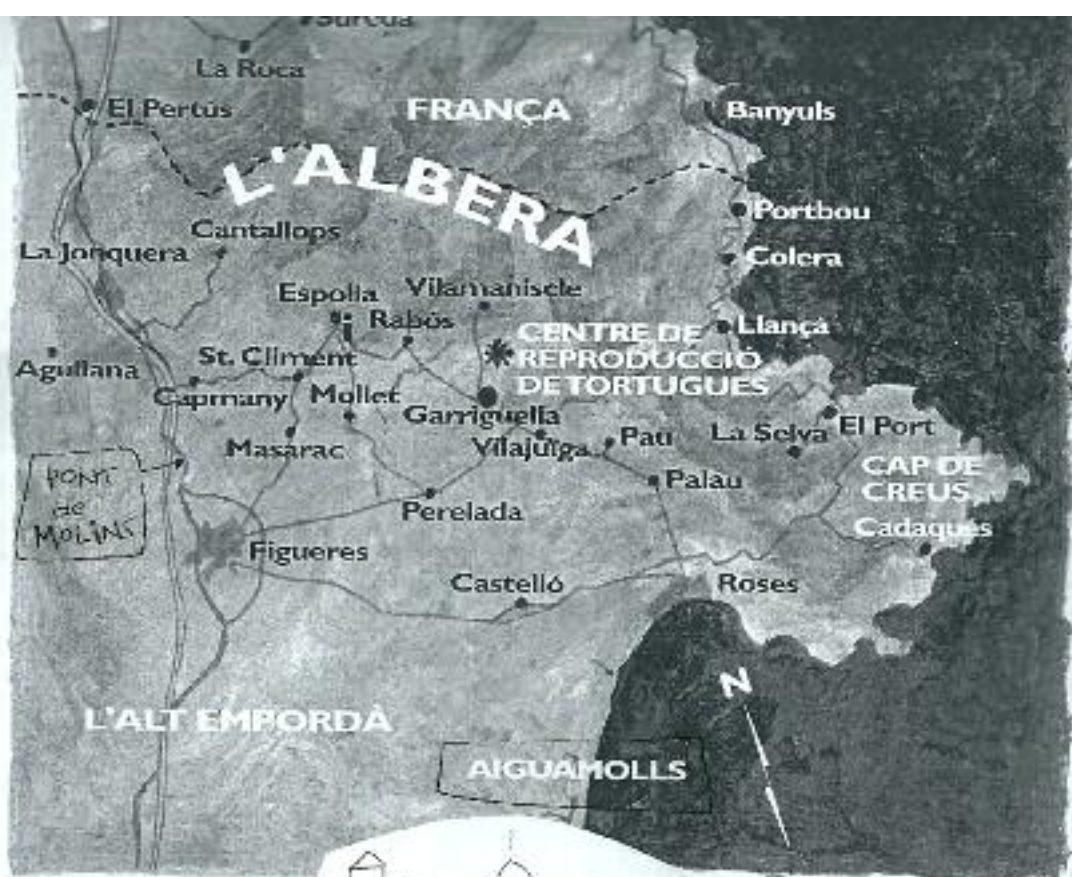 Sureda
La Roca
El Pertús
FRANÇA
Banyuls
L'ALBERA
Portbou
Cantallops
La Jonquera
Colera
Espolla
Vilamaniscle
Rabós
Llançà
CENTRE DE
REPRODUCCIÓ
DE TORTUGUES
St. Climent
Agullana
Capmany
Mollet
Garriguella
La Selva
El Port
Masarac
Vilajuïga
Pau
Palau
CAP DE
CREUS
PONT
de
MOLINS
Perelada
Cadaqués
Figueres
Castelló
Roses
N
L'ALT EMPORDÀ
AIGUAMOLLS